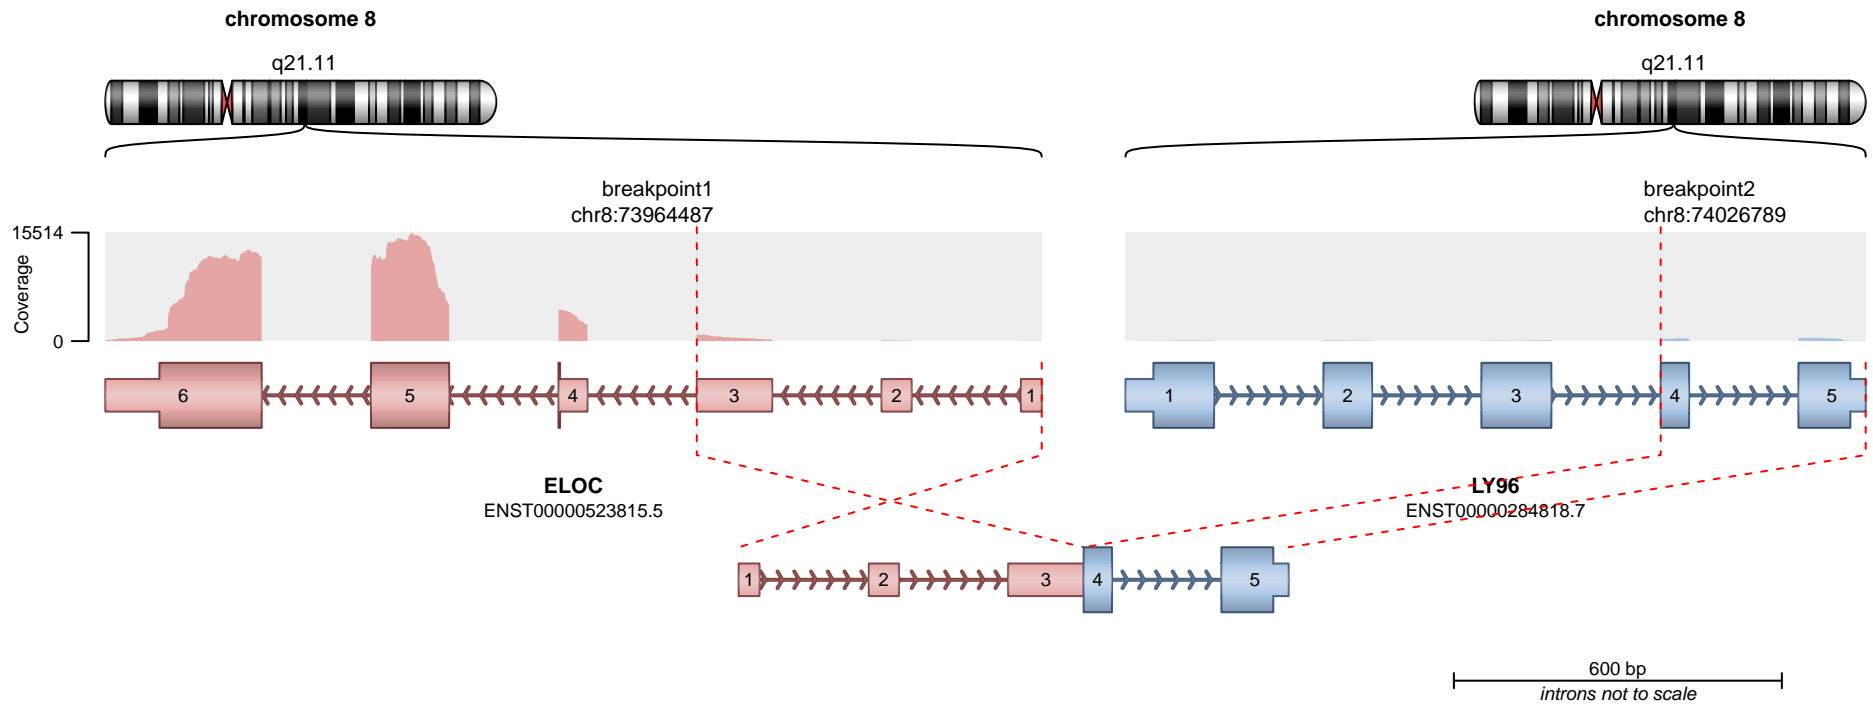 chromosome 8
chromosome 8
q21.11
q21.11
breakpoint1
chr8:73964487
breakpoint2
chr8:74026789
15514
Coverage
0
6
5
4
3
2
1
1
2
3
4
5
ELOC
ENST00000523815.5
LY96
ENST00000284818.7
1
2
3
4
5
600 bp
introns not to scale